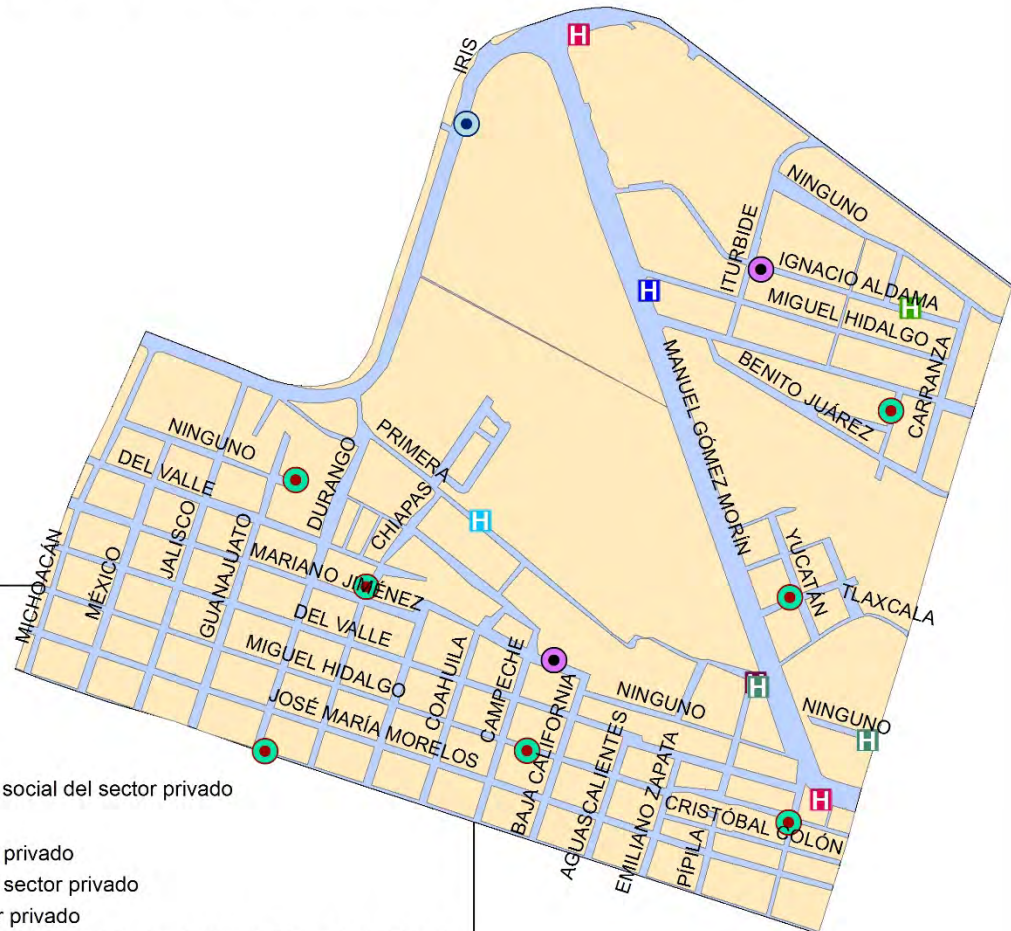 IRIS
H
NINGUNO
ITURBIDE
IGNACIO ALDAMA
H
H
MIGUEL HIDALGO
MANUEL GÓMEZ MORÍN
BENITO JUÁREZ
CARRANZA
NINGUNO
PRIMERA
DURANGO
DEL VALLE
CHIAPAS
H
MICHOACÁN
MÉXICO
JALISCO
GUANAJUATO
MARIANO JIMÉNEZ
YUCATÁN
TLAXCALA
DEL VALLE
MIGUEL HIDALGO
COAHUILA
CAMPECHE
JOSÉ MARÍA MORELOS
BAJA CALIFORNIA
NINGUNO
H
NINGUNO
H
AGUASCALIENTES
EMILIANO ZAPATA
PÍPILA
H
CRISTÓBAL COLÓN
social del sector privado
privado
sector privado
privado